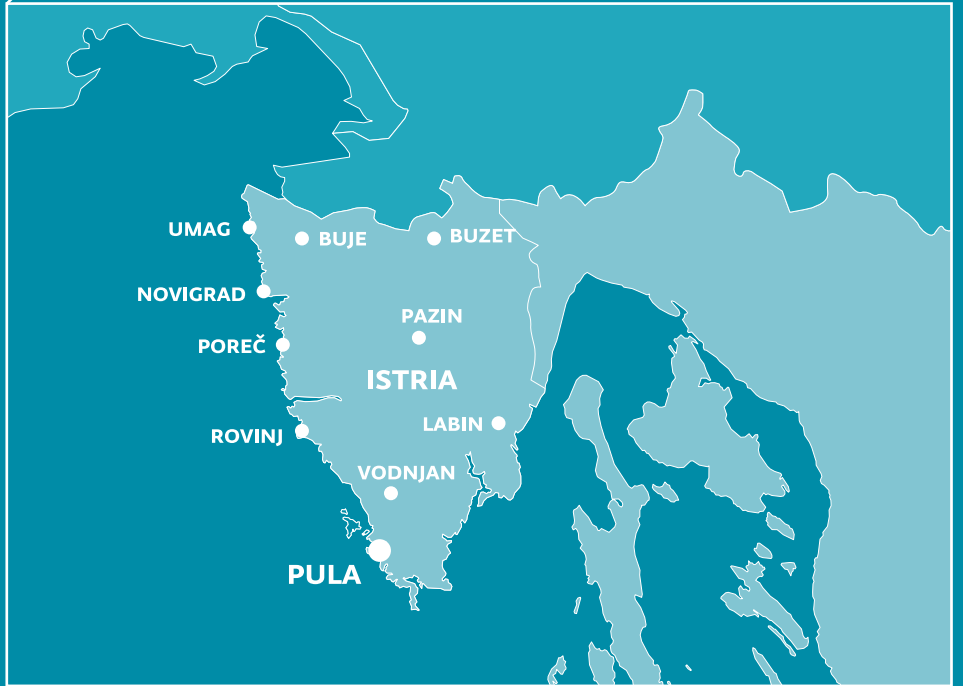 UMAG
BUJE
BUZET
NOVIGRAD
PAZIN
POREČ
ISTRIA
LABIN
ROVINJ
VODNJAN
PULA